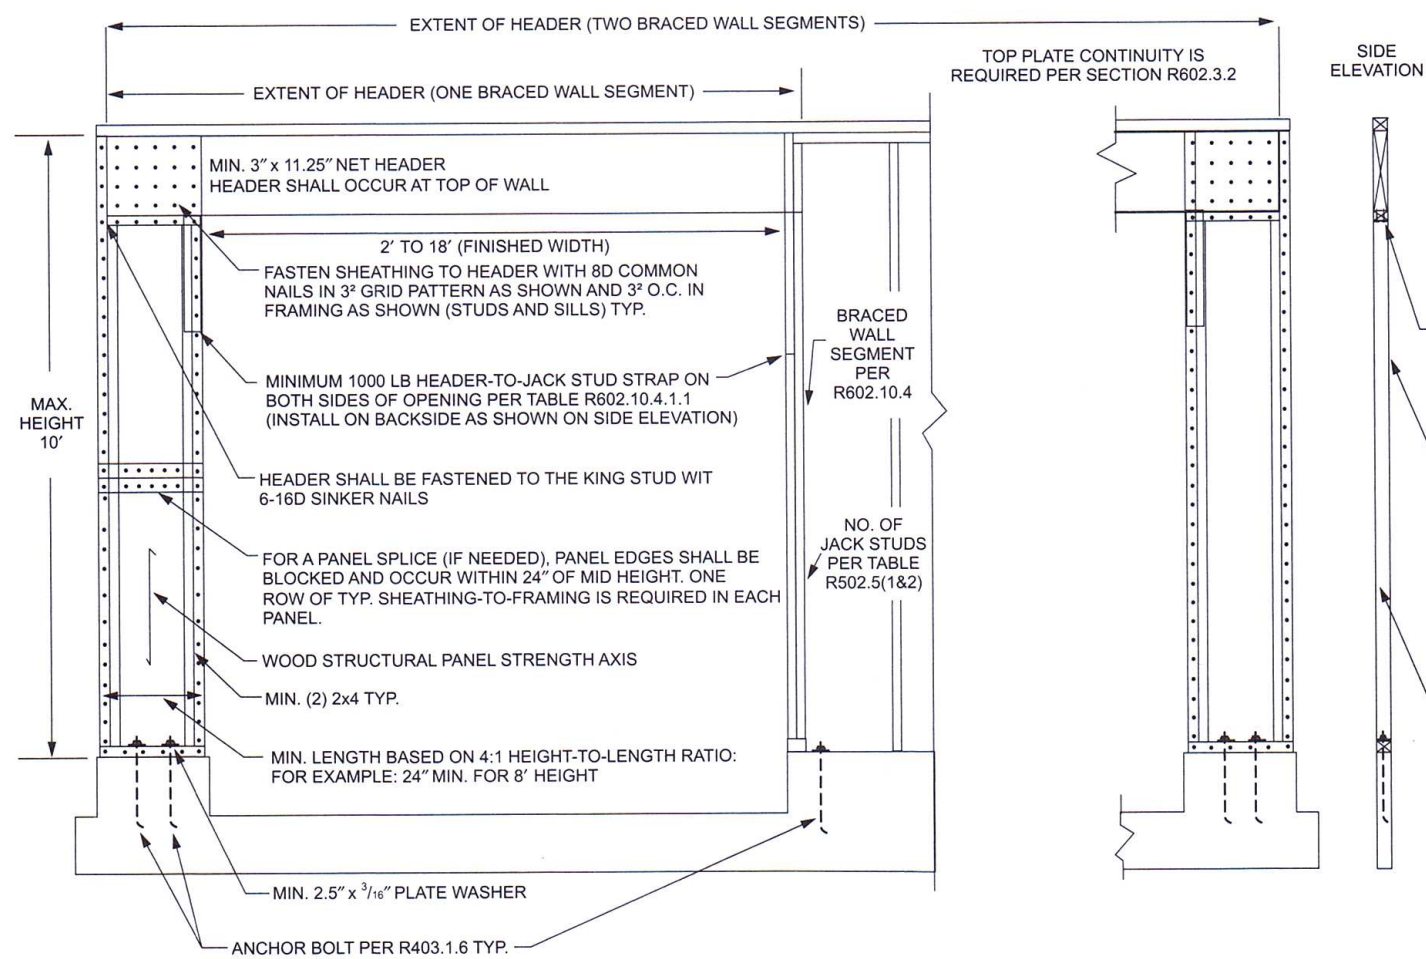 EXTENT OF HEADER (TWO BRACED WALL SEGMENTS)
TOP PLATE CONTINUITY IS
REQUIRED PER SECTION R602.3.2
SIDE
ELEVATION
EXTENT OF HEADER (ONE BRACED WALL SEGMENT)
MIN. 3″ x 11.25″ NET HEADER
HEADER SHALL OCCUR AT TOP OF WALL
2′ TO 18′ (FINISHED WIDTH)
FASTEN SHEATHING TO HEADER WITH 8D COMMON
NAILS IN 3² GRID PATTERN AS SHOWN AND 3² O.C. IN
FRAMING AS SHOWN (STUDS AND SILLS) TYP.
BRACED
WALL
SEGMENT
PER
R602.10.4
MINIMUM 1000 LB HEADER-TO-JACK STUD STRAP ON
BOTH SIDES OF OPENING PER TABLE R602.10.4.1.1
(INSTALL ON BACKSIDE AS SHOWN ON SIDE ELEVATION)
MAX.
HEIGHT
10′
HEADER SHALL BE FASTENED TO THE KING STUD WIT
6-16D SINKER NAILS
NO. OF
JACK STUDS
PER TABLE
R502.5(1&2)
FOR A PANEL SPLICE (IF NEEDED), PANEL EDGES SHALL BE
BLOCKED AND OCCUR WITHIN 24″ OF MID HEIGHT. ONE
ROW OF TYP. SHEATHING-TO-FRAMING IS REQUIRED IN EACH
PANEL.
WOOD STRUCTURAL PANEL STRENGTH AXIS
MIN. (2) 2x4 TYP.
MIN. LENGTH BASED ON 4:1 HEIGHT-TO-LENGTH RATIO:
FOR EXAMPLE: 24″ MIN. FOR 8′ HEIGHT
MIN. 2.5″ x 3/16″ PLATE WASHER
ANCHOR BOLT PER R403.1.6 TYP.